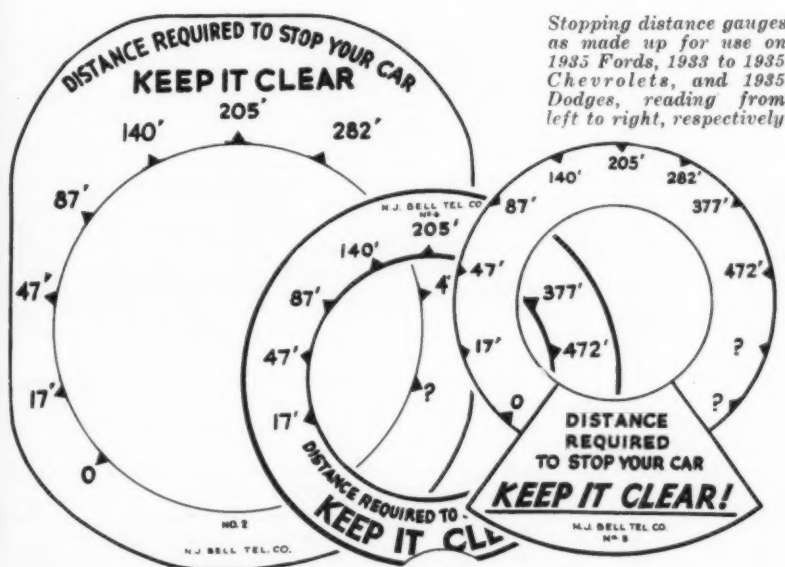 Stopping distance gauges
as made up for use on
1935 Fords, 1933 to 1935
Chevrolets, and 1935
Dodges, reading from
left to right, respectively
DISTANCE REQUIRED TO STOP YOUR CAR
KEEP IT CLEAR
205'
140' 282'
87'
47'
17'
0
NO. 2
N.J. BELL TEL. CO.
N.J. BELL TEL. CO
205'
140'
87' 4'
47'
?
17'
DISTANCE REQUIRED TO
KEEP IT CLE
205'
140' 282'
87' 377'
47' 472'
377'
17' 472' ?
0 ?
DISTANCE
REQUIRED
TO STOP YOUR CAR
KEEP IT CLEAR!
N.J. BELL TEL. CO.